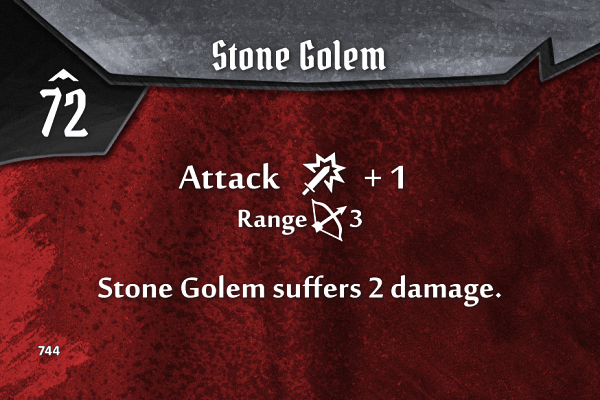 Stone Golem
72
Attack + 1
Range 3
Stone Golem suffers 2 damage.
744